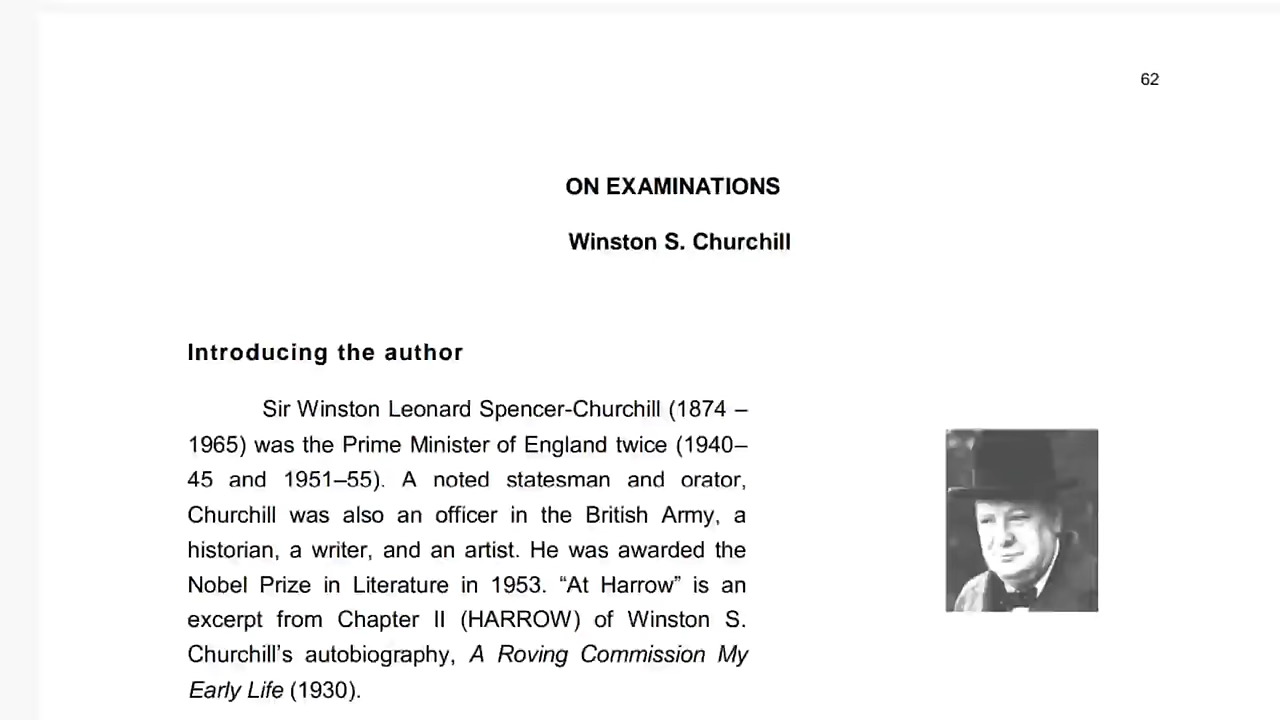 62
ON EXAMINATIONS
Winston S. Churchill
Introducing the author
Sir Winston Leonard Spencer-Churchill (1874 –
1965) was the Prime Minister of England twice (1940–
45 and 1951–55). A noted statesman and orator,
Churchill was also an officer in the British Army, a
historian, a writer, and an artist. He was awarded the
Nobel Prize in Literature in 1953. “At Harrow” is an
excerpt from Chapter II (HARROW) of Winston S.
Churchill’s autobiography, A Roving Commission My
Early Life (1930).